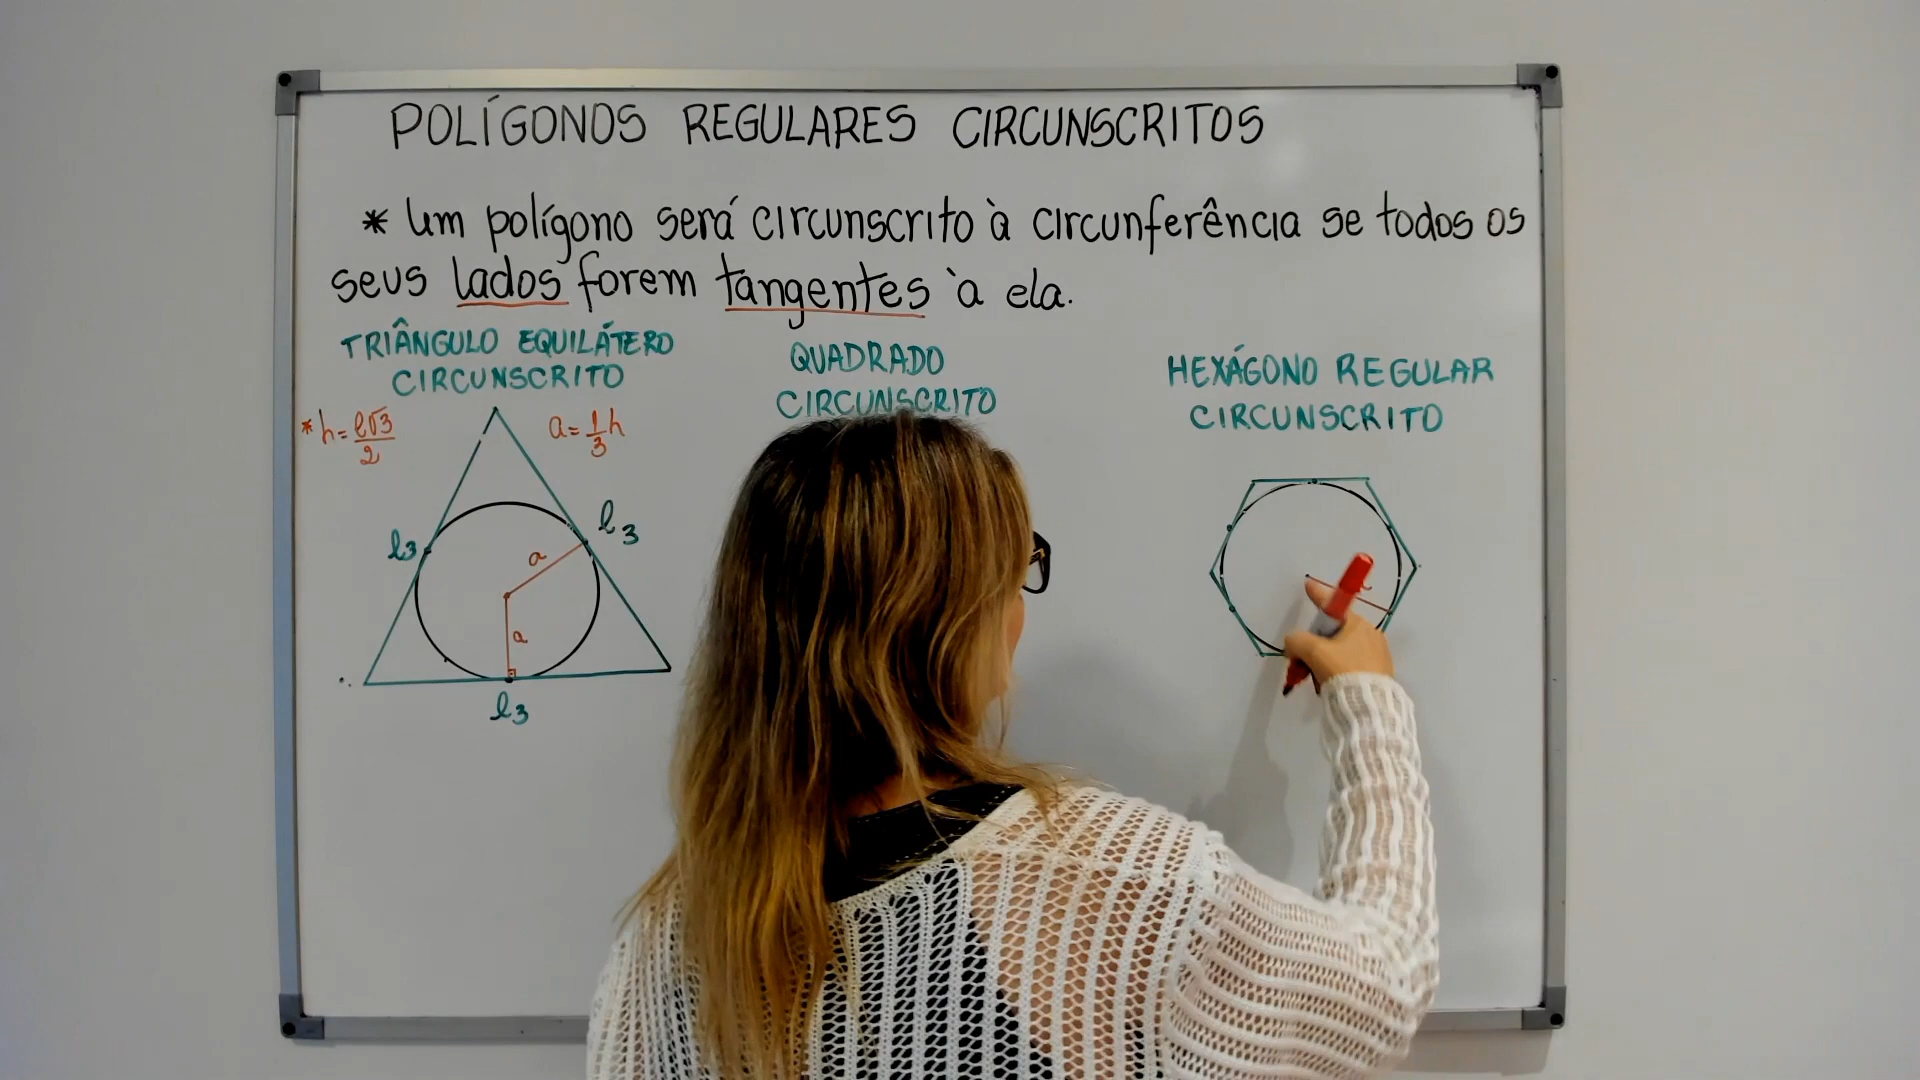 POLÍGONOS REGULARES CIRCUNSCRITOS
* Um polígono será circunscrito à circunferência se todos os
seus lados forem tangentes à ela.
TRIÂNGULO EQUILÁTERO
CIRCUNSCRITO
* h = l√3/2
a = 1/3 h
l3
l3
a
a
l3
QUADRADO
CIRCUNSCRITO
HEXÁGONO REGULAR
CIRCUNSCRITO